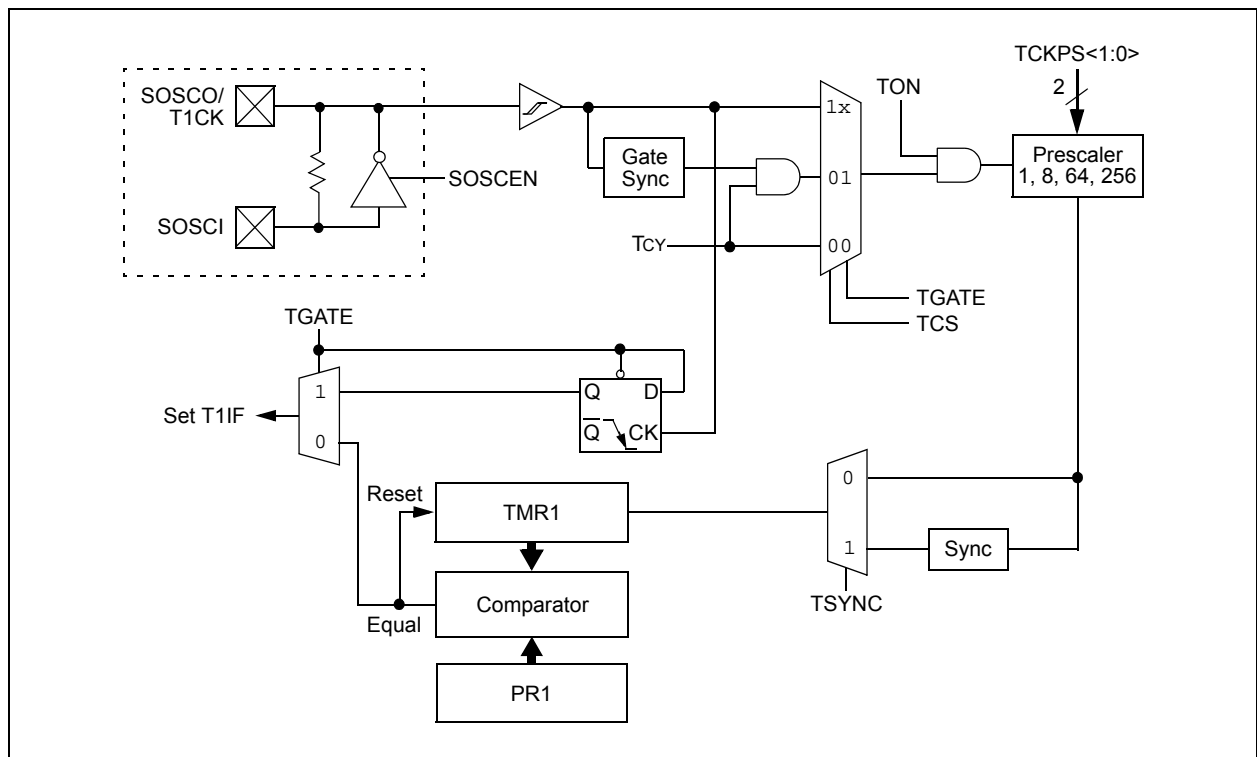 SOSCO/
T1CK
SOSCI
SOSCEN
Gate
Sync
TCY
1x
01
00
TON
TCKPS<1:0>
2
Prescaler
1, 8, 64, 256
TGATE
TCS
TGATE
1
0
Set T1IF
Q
D
Q
CK
Reset
TMR1
Comparator
Equal
PR1
0
1
Sync
TSYNC